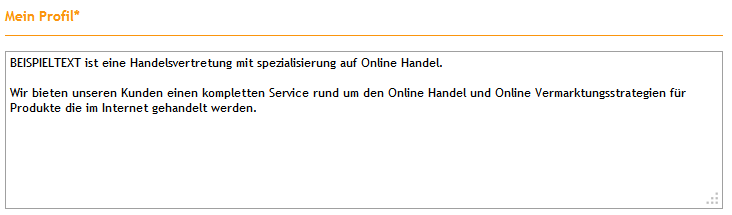 Mein Profil*
BEISPIELTEXT ist eine Handelsvertretung mit spezialisierung auf Online Handel.
Wir bieten unseren Kunden einen kompletten Service rund um den Online Handel und Online Vermarktungsstrategien für
Produkte die im Internet gehandelt werden.